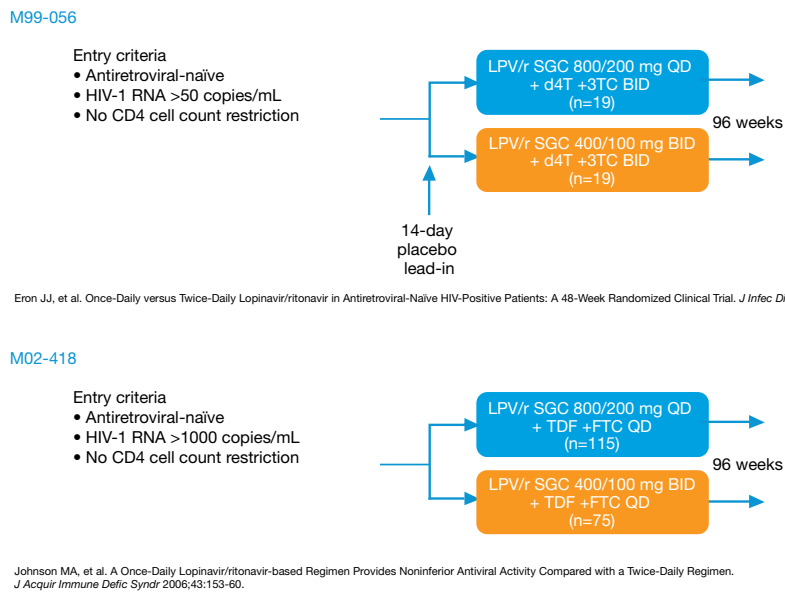 M99-056
Entry criteria
• Antiretroviral-naïve
• HIV-1 RNA >50 copies/mL
• No CD4 cell count restriction
LPV/r SGC 800/200 mg QD
+ d4T +3TC BID
(n=19)
96 weeks
LPV/r SGC 400/100 mg BID
+ d4T +3TC BID
(n=19)
14-day
placebo
lead-in
Eron JJ, et al. Once-Daily versus Twice-Daily Lopinavir/ritonavir in Antiretroviral-Naïve HIV-Positive Patients: A 48-Week Randomized Clinical Trial. J Infec Di
M02-418
Entry criteria
• Antiretroviral-naïve
• HIV-1 RNA >1000 copies/mL
• No CD4 cell count restriction
LPV/r SGC 800/200 mg QD
+ TDF +FTC QD
(n=115)
96 weeks
LPV/r SGC 400/100 mg BID
+ TDF +FTC QD
(n=75)
Johnson MA, et al. A Once-Daily Lopinavir/ritonavir-based Regimen Provides Noninferior Antiviral Activity Compared with a Twice-Daily Regimen.
J Acquir Immune Defic Syndr 2006;43:153-60.